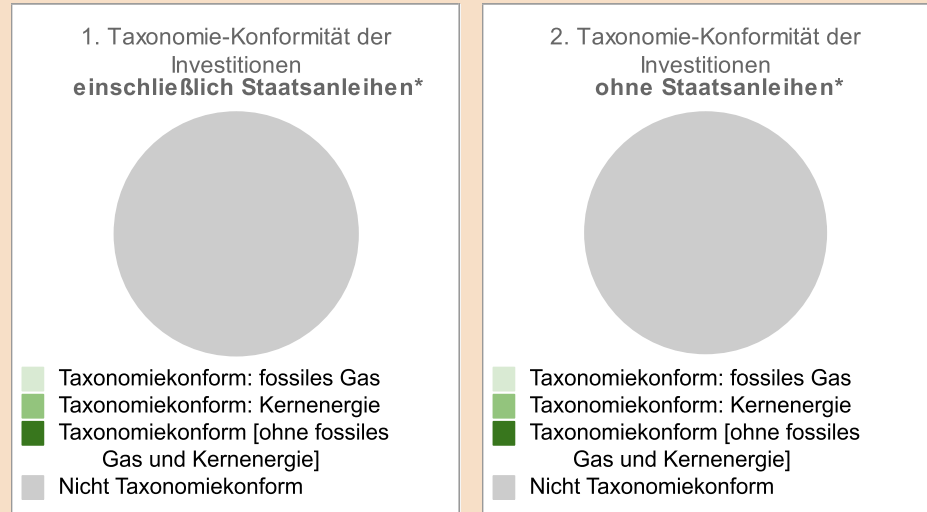 1. Taxonomie-Konformität der
Investitionen
einschließlich Staatsanleihen*
Taxonomiekonform: fossiles Gas
Taxonomiekonform: Kernenergie
Taxonomiekonform [ohne fossiles
Gas und Kernenergie]
Nicht Taxonomiekonform
2. Taxonomie-Konformität der
Investitionen
ohne Staatsanleihen*
Taxonomiekonform: fossiles Gas
Taxonomiekonform: Kernenergie
Taxonomiekonform [ohne fossiles
Gas und Kernenergie]
Nicht Taxonomiekonform